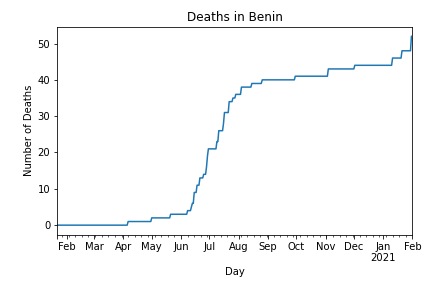 Deaths in Benin
Number of Deaths
50
40
30
20
10
0
Feb Mar Apr May Jun Jul Aug Sep Oct Nov Dec Jan Feb
2021
Day